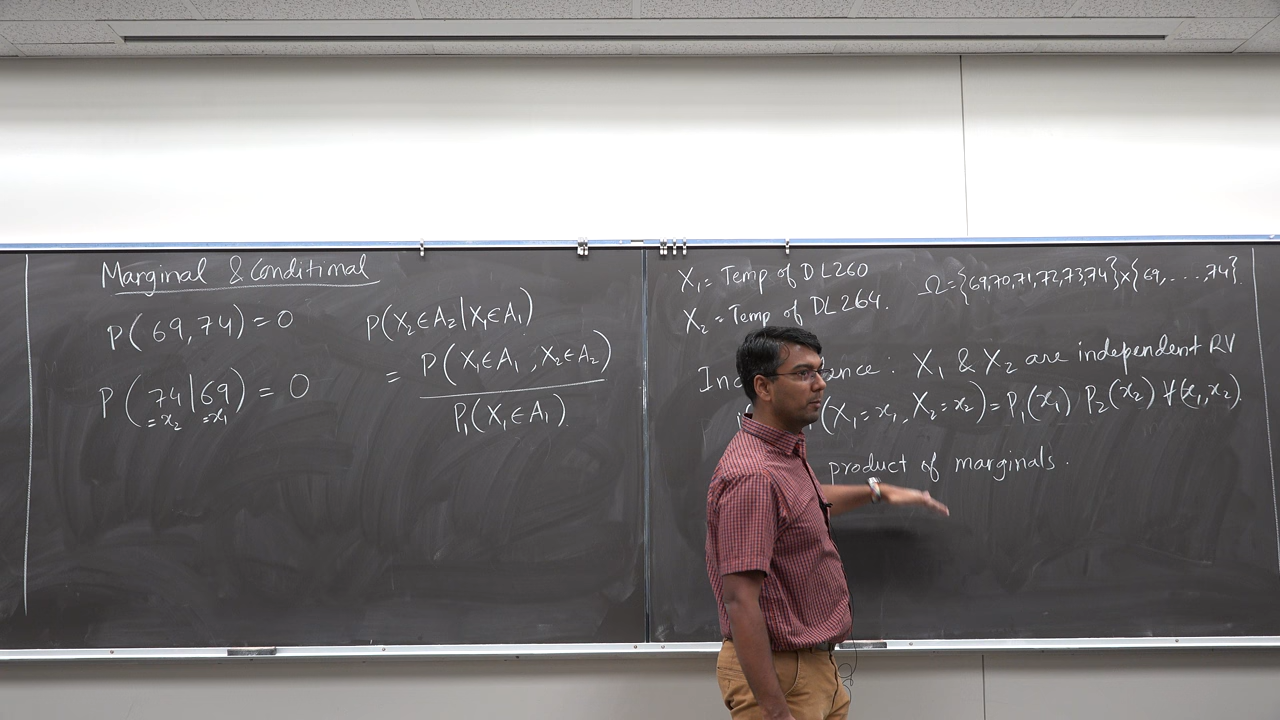 Marginal & Conditional
P(69,74) = 0
P(74|69) = 0
=x₂ =x₁
P(X₂∈A₂|X₁∈A₁)
= P(X₁∈A₁, X₂∈A₂)
P₁(X₁∈A₁).
X₁ = Temp of DL260
X₂ = Temp of DL264.
Ω = {69,70,71,72,73,74}×{69,....,74}.
: X₁ & X₂ are independent RV
(X₁=x₁, X₂=x₂) = P₁(x₁) P₂(x₂) ∀(x₁,x₂).
product of marginals.